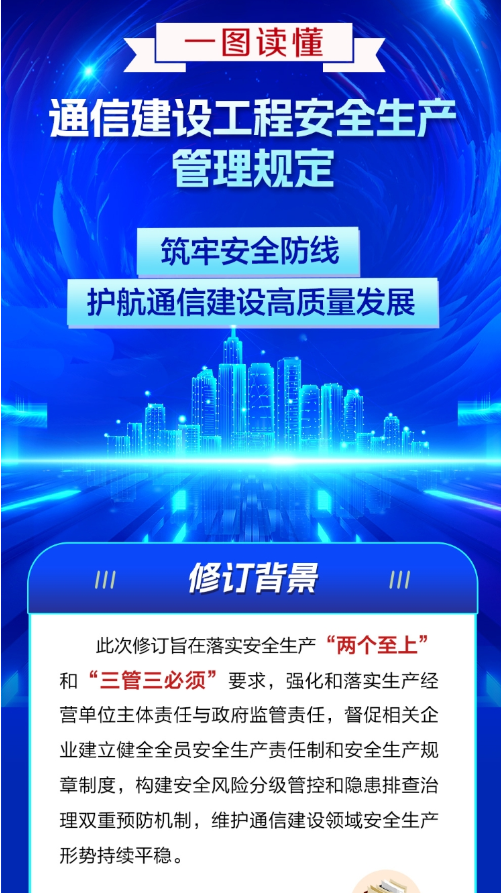 一图读懂
通信建设工程安全生产
管理规定
筑牢安全防线
护航通信建设高质量发展
修订背景
此次修订旨在落实安全生产“两个至上”
和“三管三必须”要求，强化和落实生产经
营单位主体责任与政府监管责任，督促相关企
业建立健全全员安全生产责任制和安全生产规
章制度，构建安全风险分级管控和隐患排查治
理双重预防机制，维护通信建设领域安全生产
形势持续平稳。